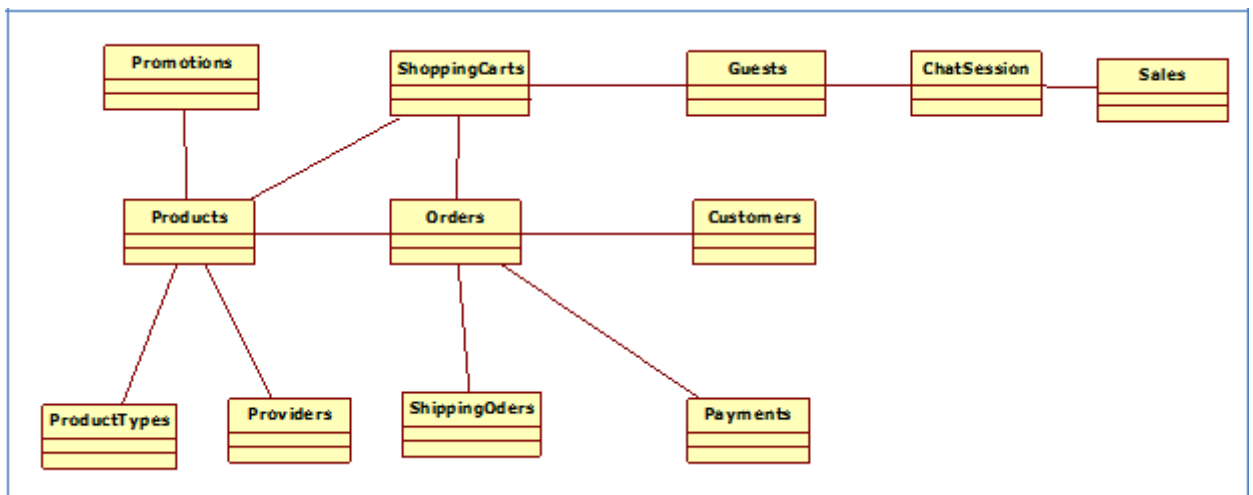 Promotions
ShoppingCarts
Guests
ChatSession
Sales
Products
Orders
Customers
ProductTypes
Providers
ShippingOders
Payments